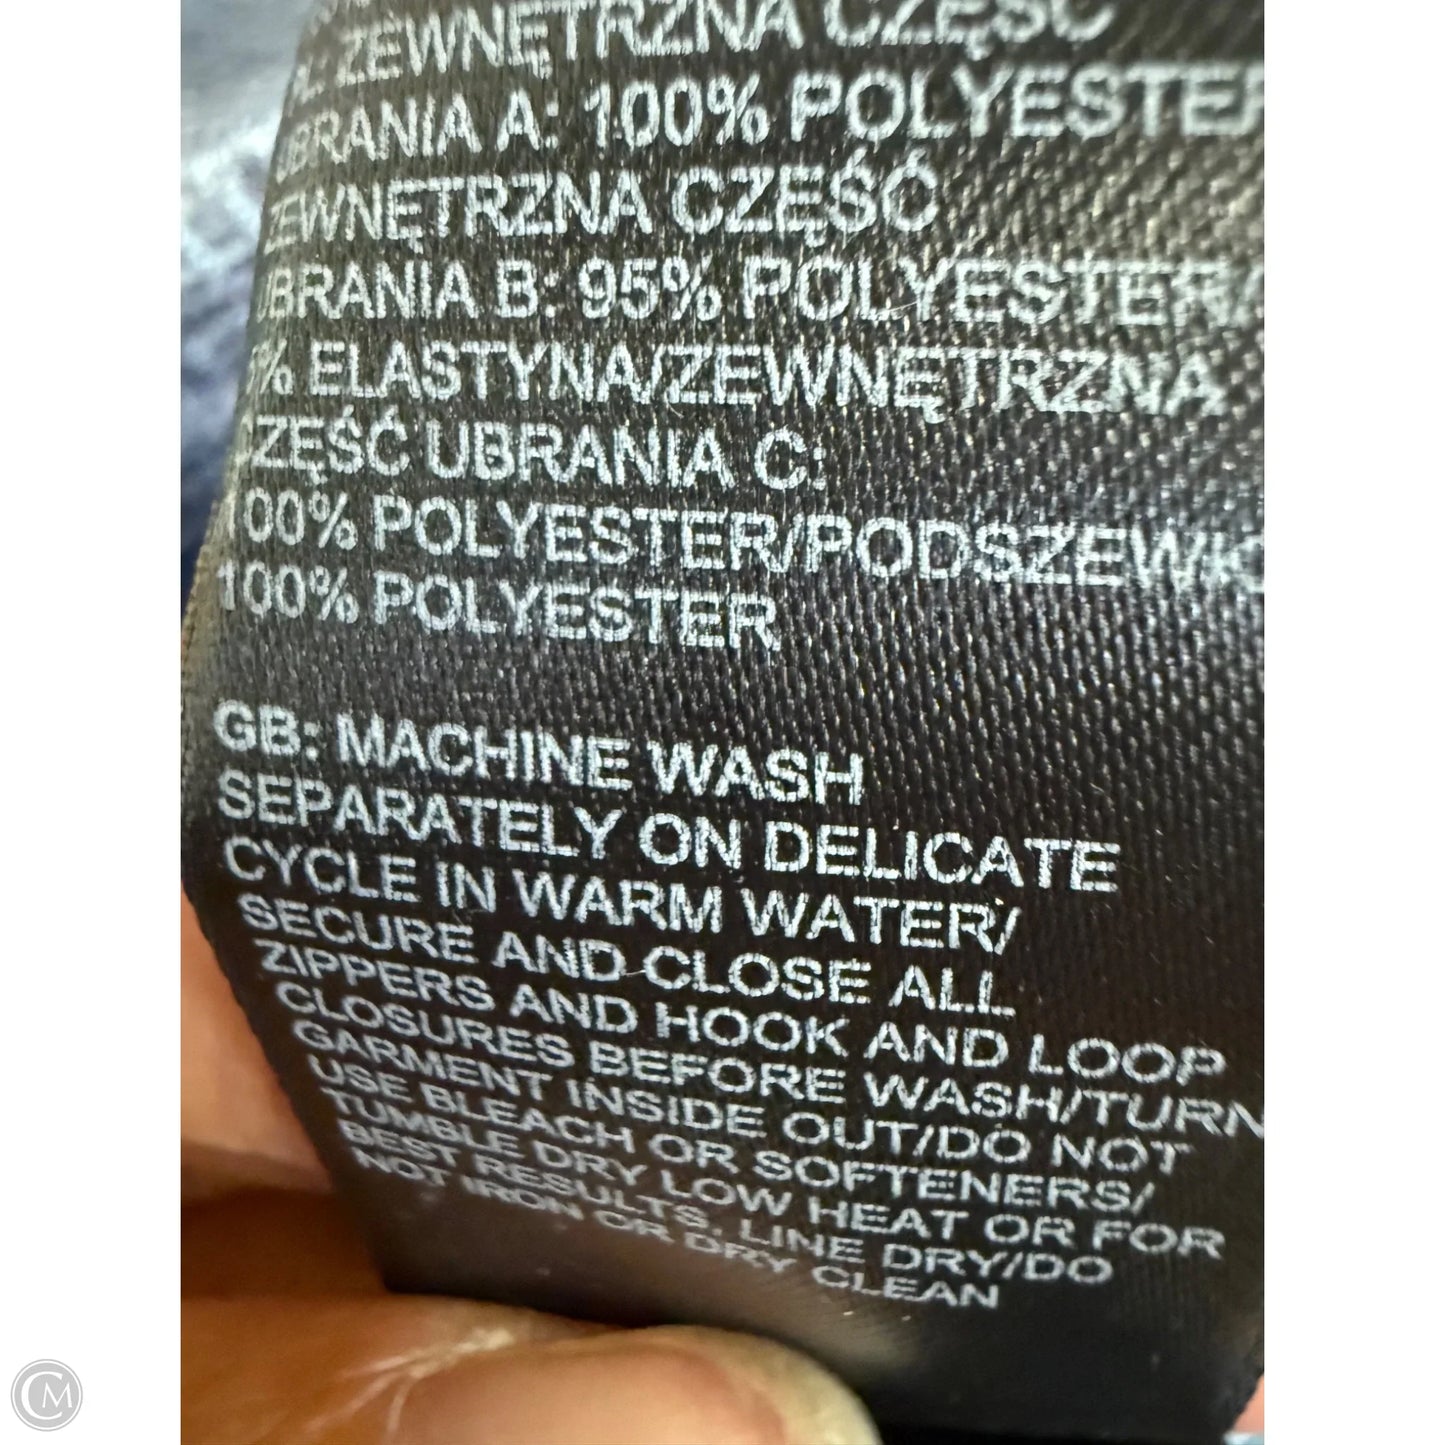 ZEWNĘTRZNA CZĘŚĆ
UBRANIA A: 100% POLYESTER
ZEWNĘTRZNA CZĘŚĆ
UBRANIA B: 95% POLYESTER/
% ELASTYNA/ZEWNĘTRZNA
CZĘŚĆ UBRANIA C:
100% POLYESTER/PODSZEWK
100% POLYESTER
GB: MACHINE WASH
SEPARATELY ON DELICATE
CYCLE IN WARM WATER/
SECURE AND CLOSE ALL
ZIPPERS AND HOOK AND LOOP
CLOSURES BEFORE WASH/TURN
GARMENT INSIDE OUT/DO NOT
USE BLEACH OR SOFTENERS/
TUMBLE DRY LOW HEAT OR FOR
BEST RESULTS, LINE DRY/DO
NOT IRON OR DRY CLEAN
CM